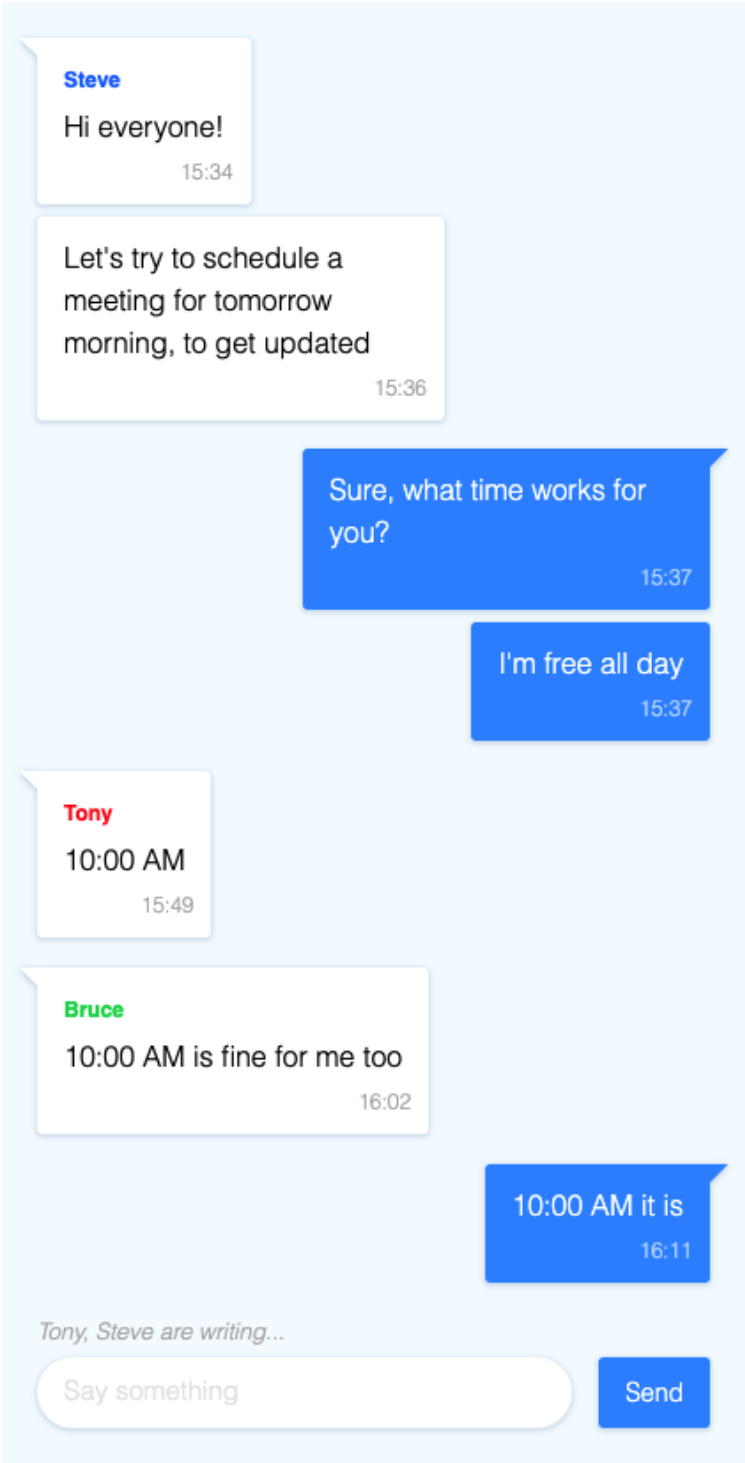 Steve
Hi everyone!
15:34
Let's try to schedule a
meeting for tomorrow
morning, to get updated
15:36
Sure, what time works for
you?
15:37
I'm free all day
15:37
Tony
10:00 AM
15:49
Bruce
10:00 AM is fine for me too
16:02
10:00 AM it is
16:11
Tony, Steve are writing...
Say something
Send